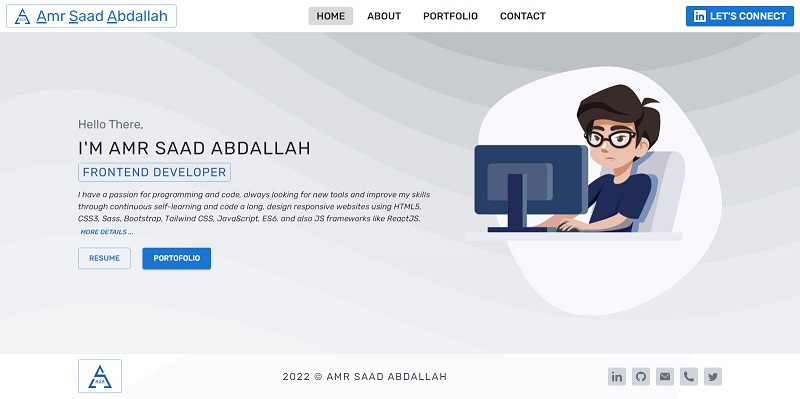 Amr Saad Abdallah
HOME ABOUT PORTFOLIO CONTACT
LET'S CONNECT
Hello There,
I'M AMR SAAD ABDALLAH
FRONTEND DEVELOPER
I have a passion for programming and code, always looking for new tools and improve my skills
through continuous self-learning and code a long, design responsive websites using HTML5,
CSS3, Sass, Bootstrap, Tailwind CSS, JavaScript, ES6, and also JS frameworks like ReactJS.
MORE DETAILS ...
RESUME PORTOFOLIO
ASA
2022 © AMR SAAD ABDALLAH